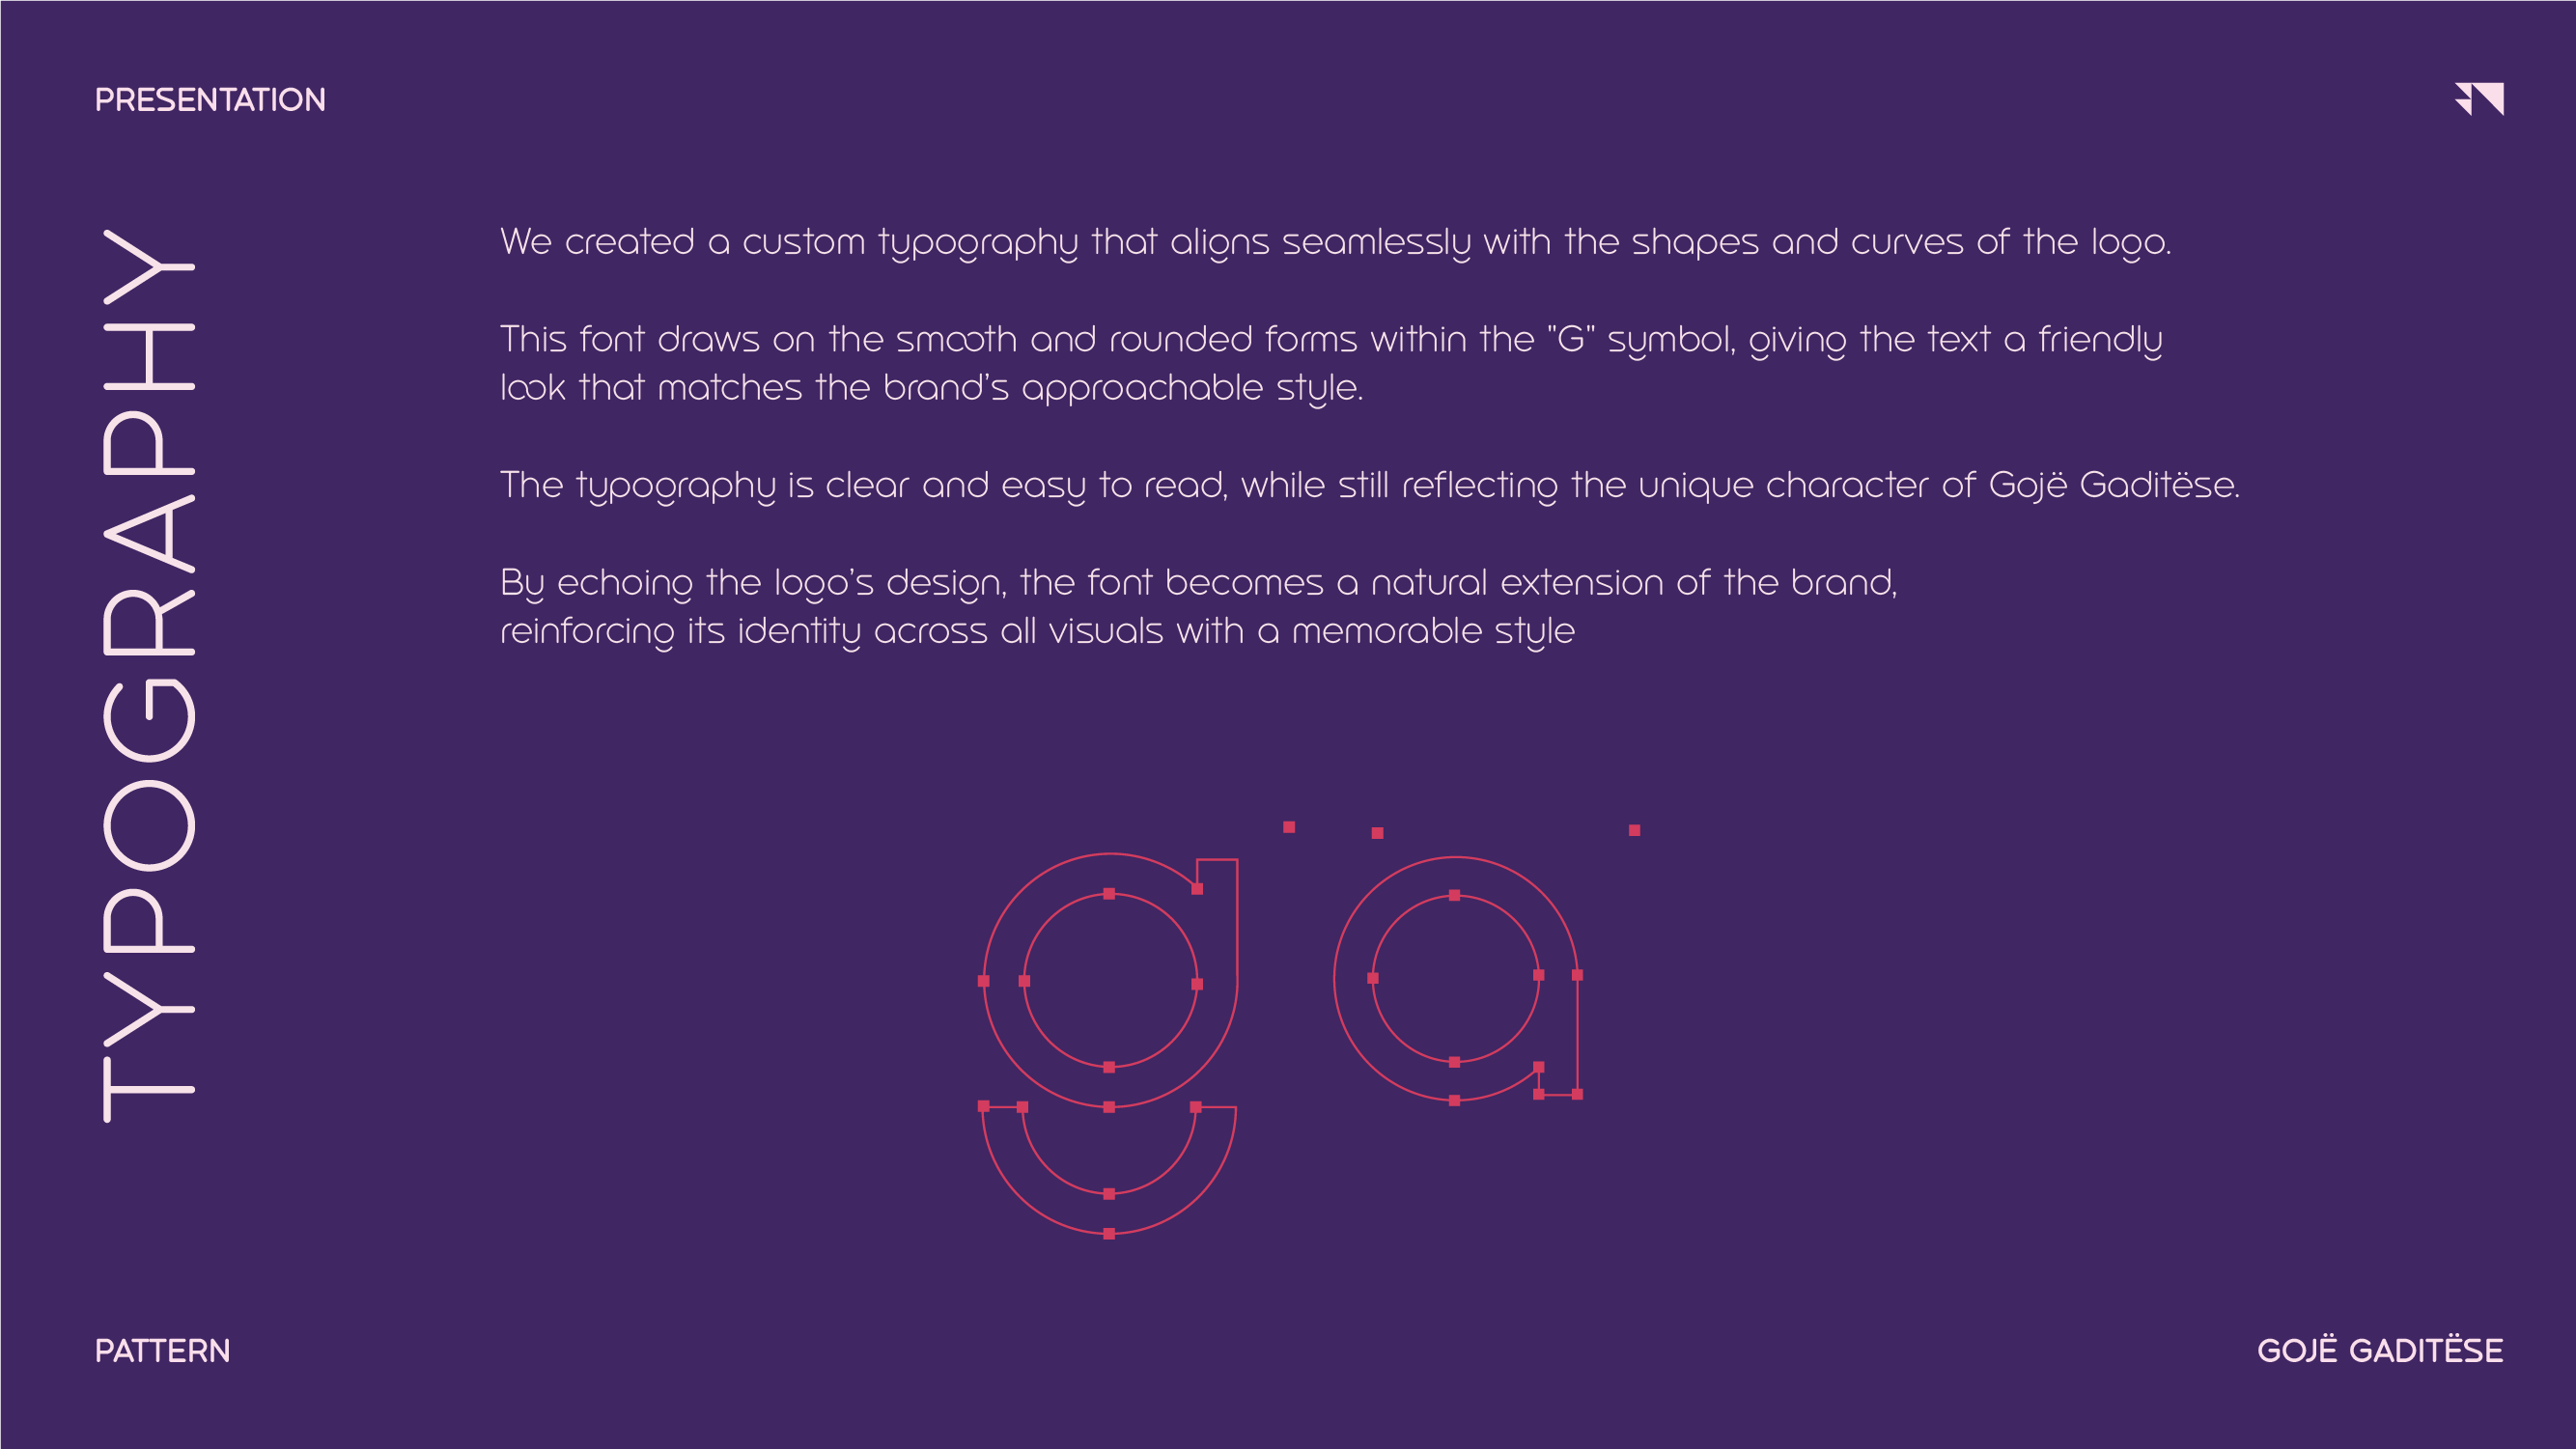 PRESENTATION
TYPOGRAPHY
We created a custom typography that aligns seamlessly with the shapes and curves of the logo.
This font draws on the smooth and rounded forms within the "G" symbol, giving the text a friendly
look that matches the brand’s approachable style.
The typography is clear and easy to read, while still reflecting the unique character of Gojë Gaditëse.
By echoing the logo’s design, the font becomes a natural extension of the brand,
reinforcing its identity across all visuals with a memorable style
g a
PATTERN
GOJË GADITËSE